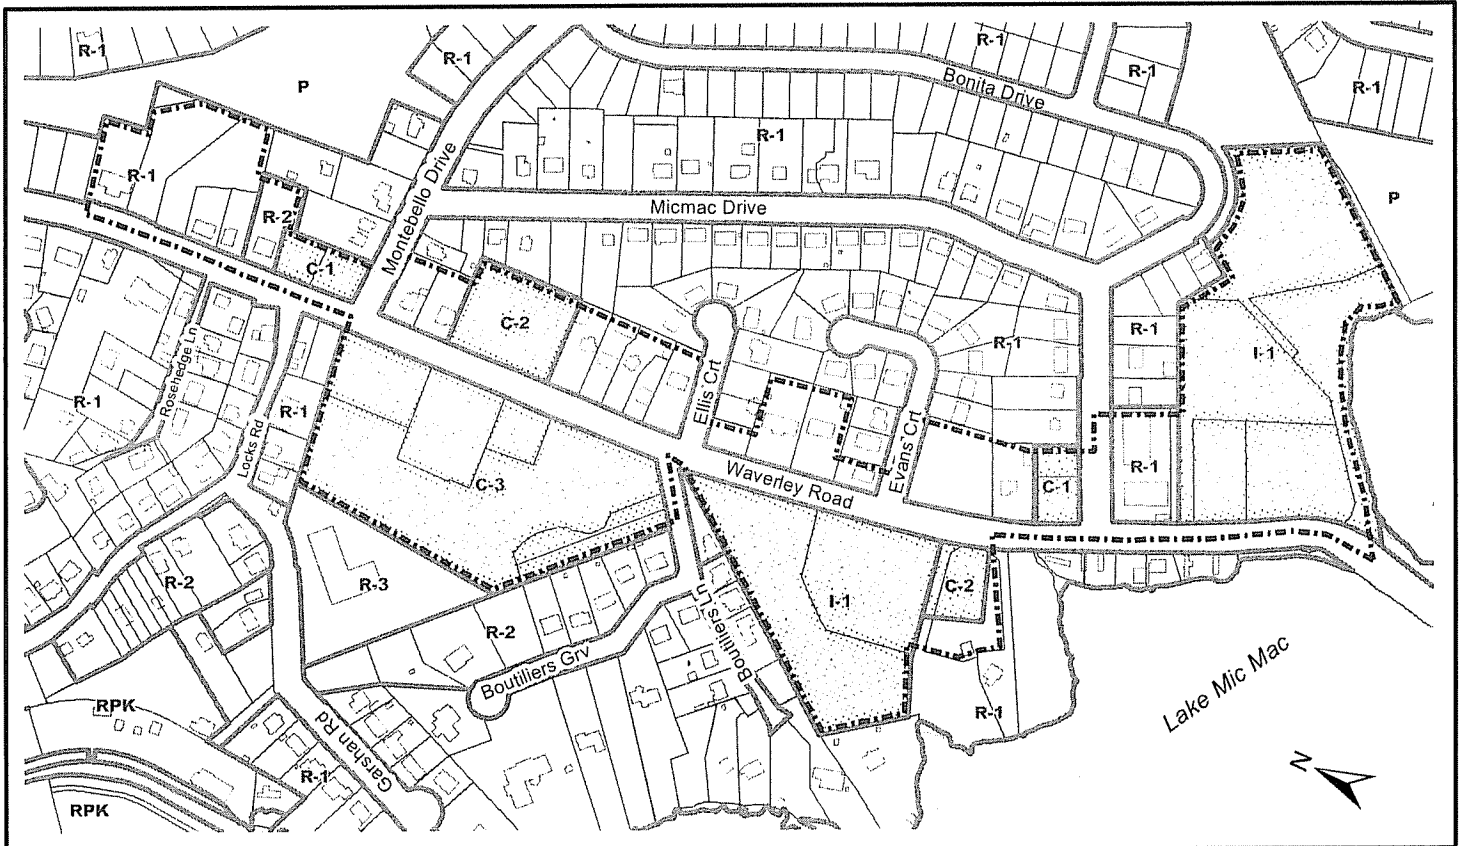 R-1
R-1
P
R-1
Bonita Drive
R-1
R-1
R-1
R-1
Montebello Drive
P
R-2
Micmac Drive
C-1
C-2
R-1
R-1
I-1
Rosehedge Ln
R-1
R-1
Ellis Crt
Locks Rd
Evans Crt
C-3
Waverley Road
C-1
R-1
R-2
R-3
I-1
C-2
R-2
Boutiliers Ln
Boutiliers Grv
RPK
R-1
Lake Mic Mac
Garshan Rd
R-1
N
RPK